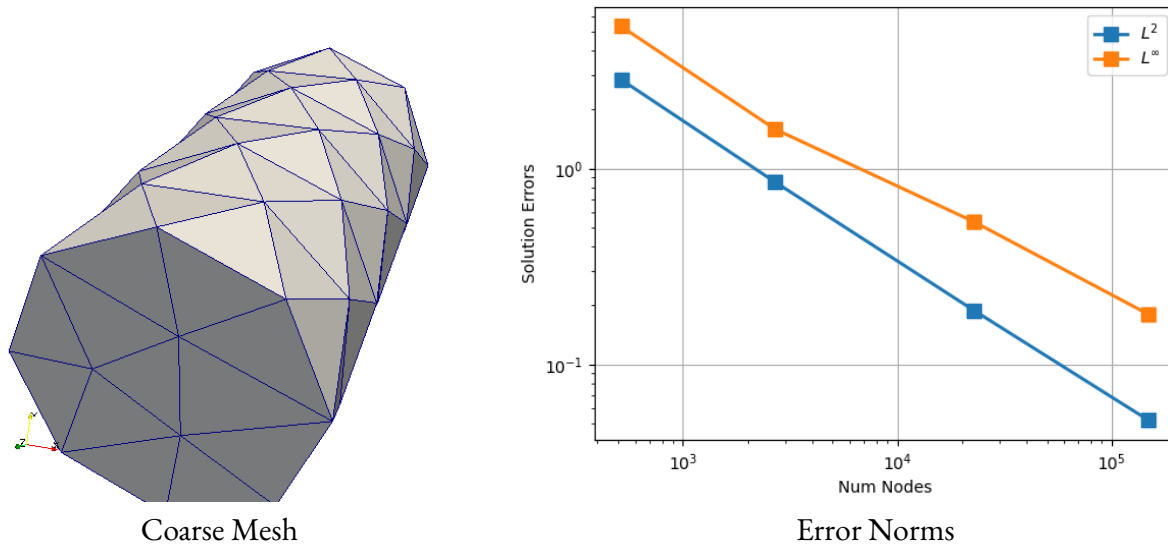 L²
L∞
10⁰
10⁻¹
Solution Errors
10³
10⁴
10⁵
Num Nodes
Z
Coarse Mesh
Error Norms